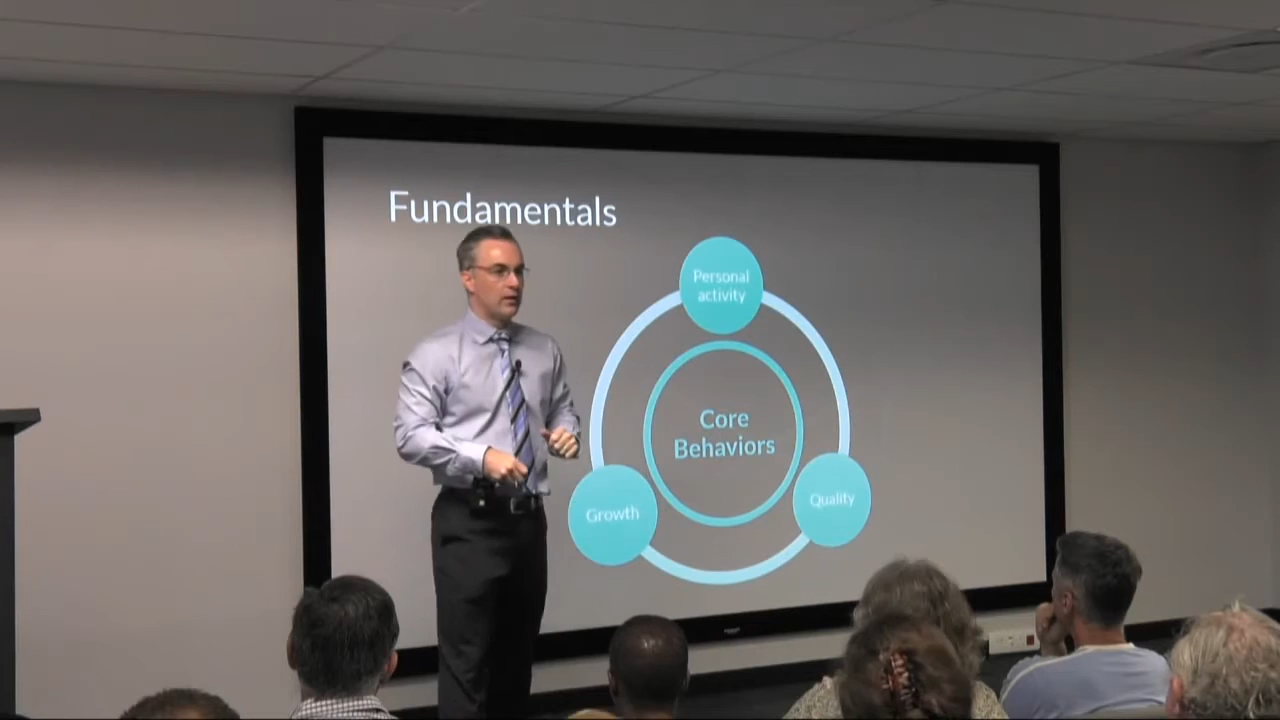 Fundamentals
Personal
activity
Core
Behaviors
Growth
Quality